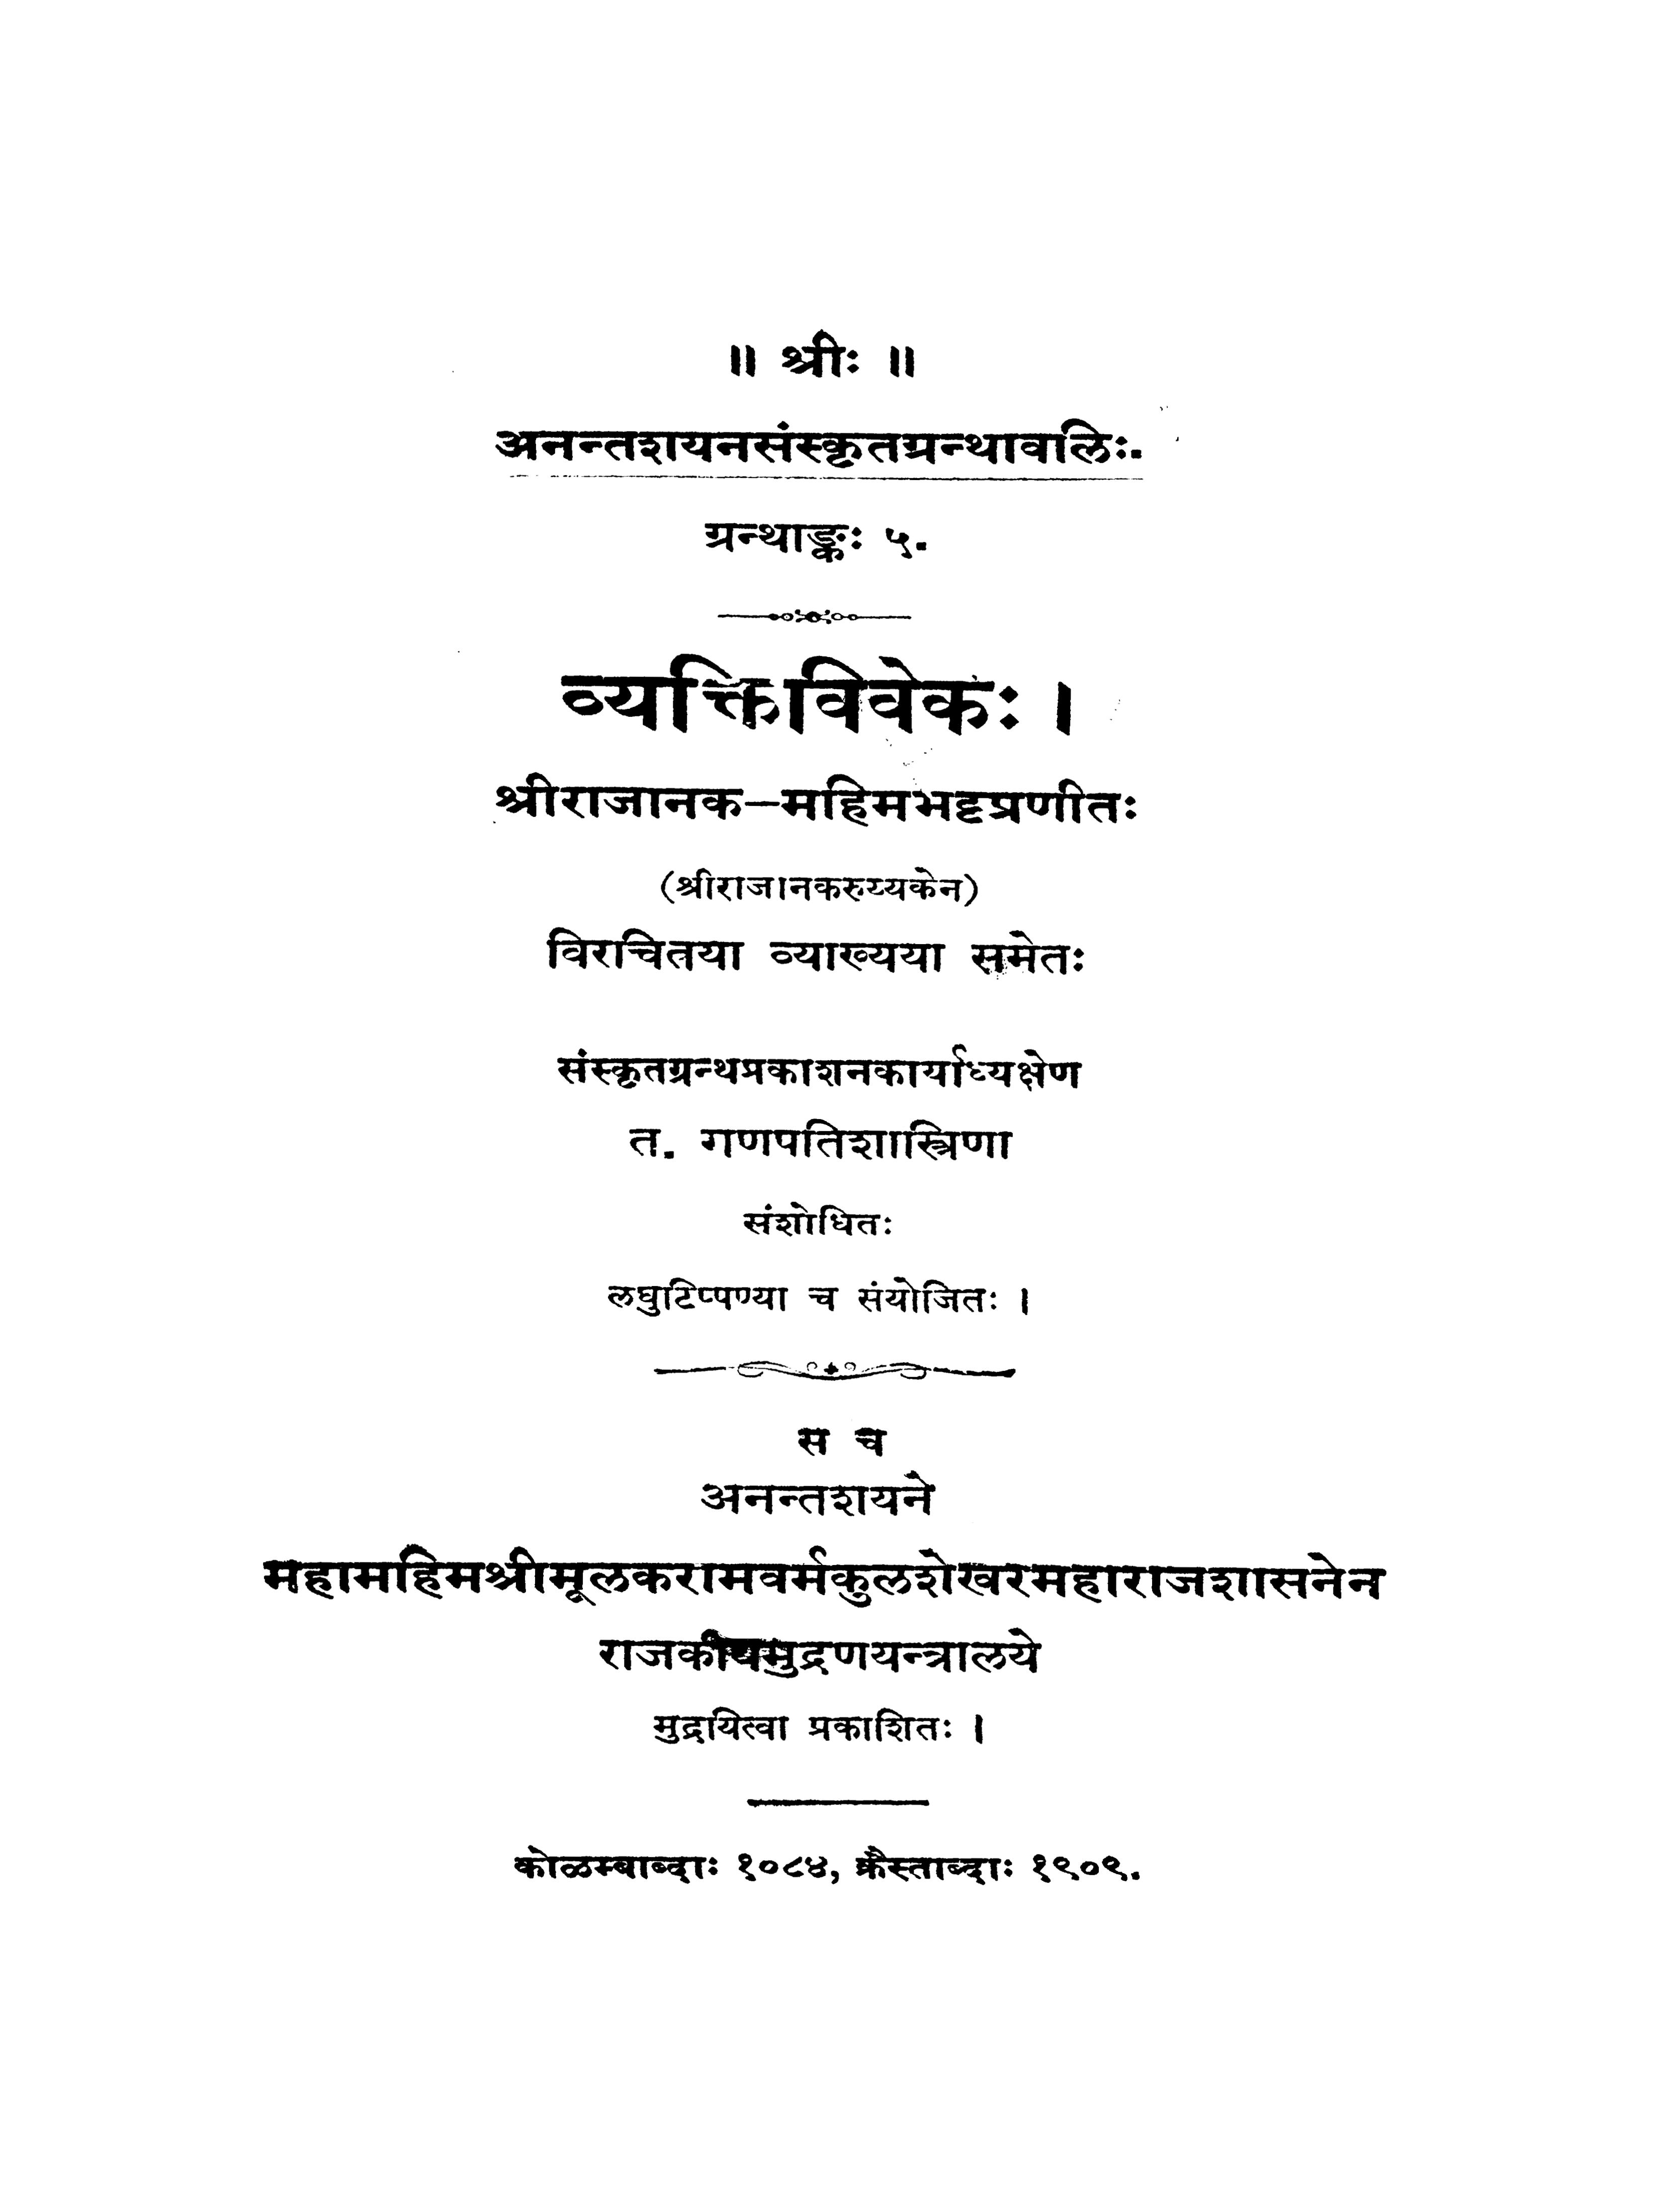 ॥ श्रीः ॥
अनन्तशयनसंस्कृतग्रन्थावलिः.
ग्रन्थाङ्कः ५.
व्यक्तिविवेकः ।
श्रीराजानक–महिमभट्टप्रणीतः
(श्रीराजानकरुय्यकेन)
विरचितया व्याख्यया समेतः
संस्कृतग्रन्थप्रकाशनकार्याध्यक्षेण
त. गणपतिशास्त्रिणा
संशोधितः
लघुटिप्पण्या च संयोजितः ।
स च
अनन्तशयने
महामहिमश्रीमूलकरामवर्मकुलशेखरमहाराजशासनेन
राजकीयमुद्रणयन्त्रालये
मुद्रयित्वा प्रकाशितः ।
कोळम्बाब्दाः १०८४, क्रैस्ताब्दाः १९०९.